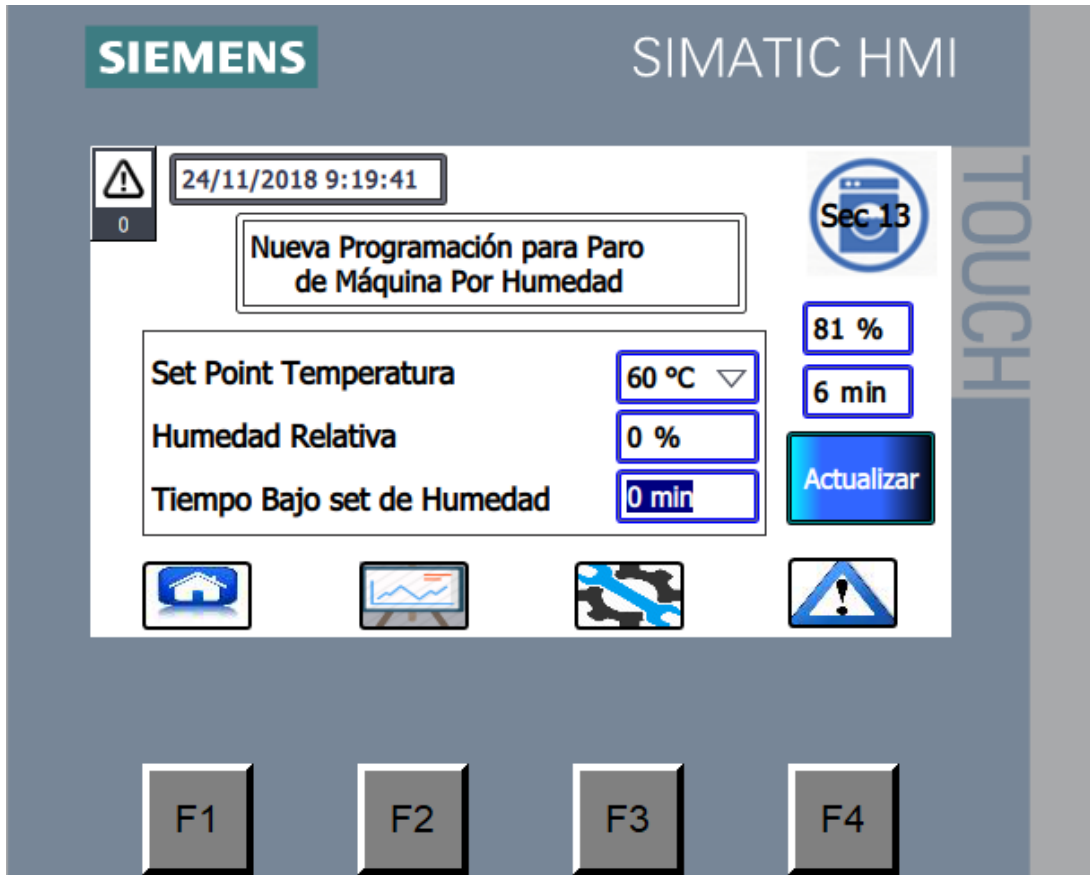 SIEMENS
SIMATIC HMI
TOUCH
24/11/2018 9:19:41
0
Sec 13
Nueva Programación para Paro
de Máquina Por Humedad
81 %
6 min
Set Point Temperatura
60 °C
Humedad Relativa
0 %
Tiempo Bajo set de Humedad
0 min
Actualizar
F1
F2
F3
F4